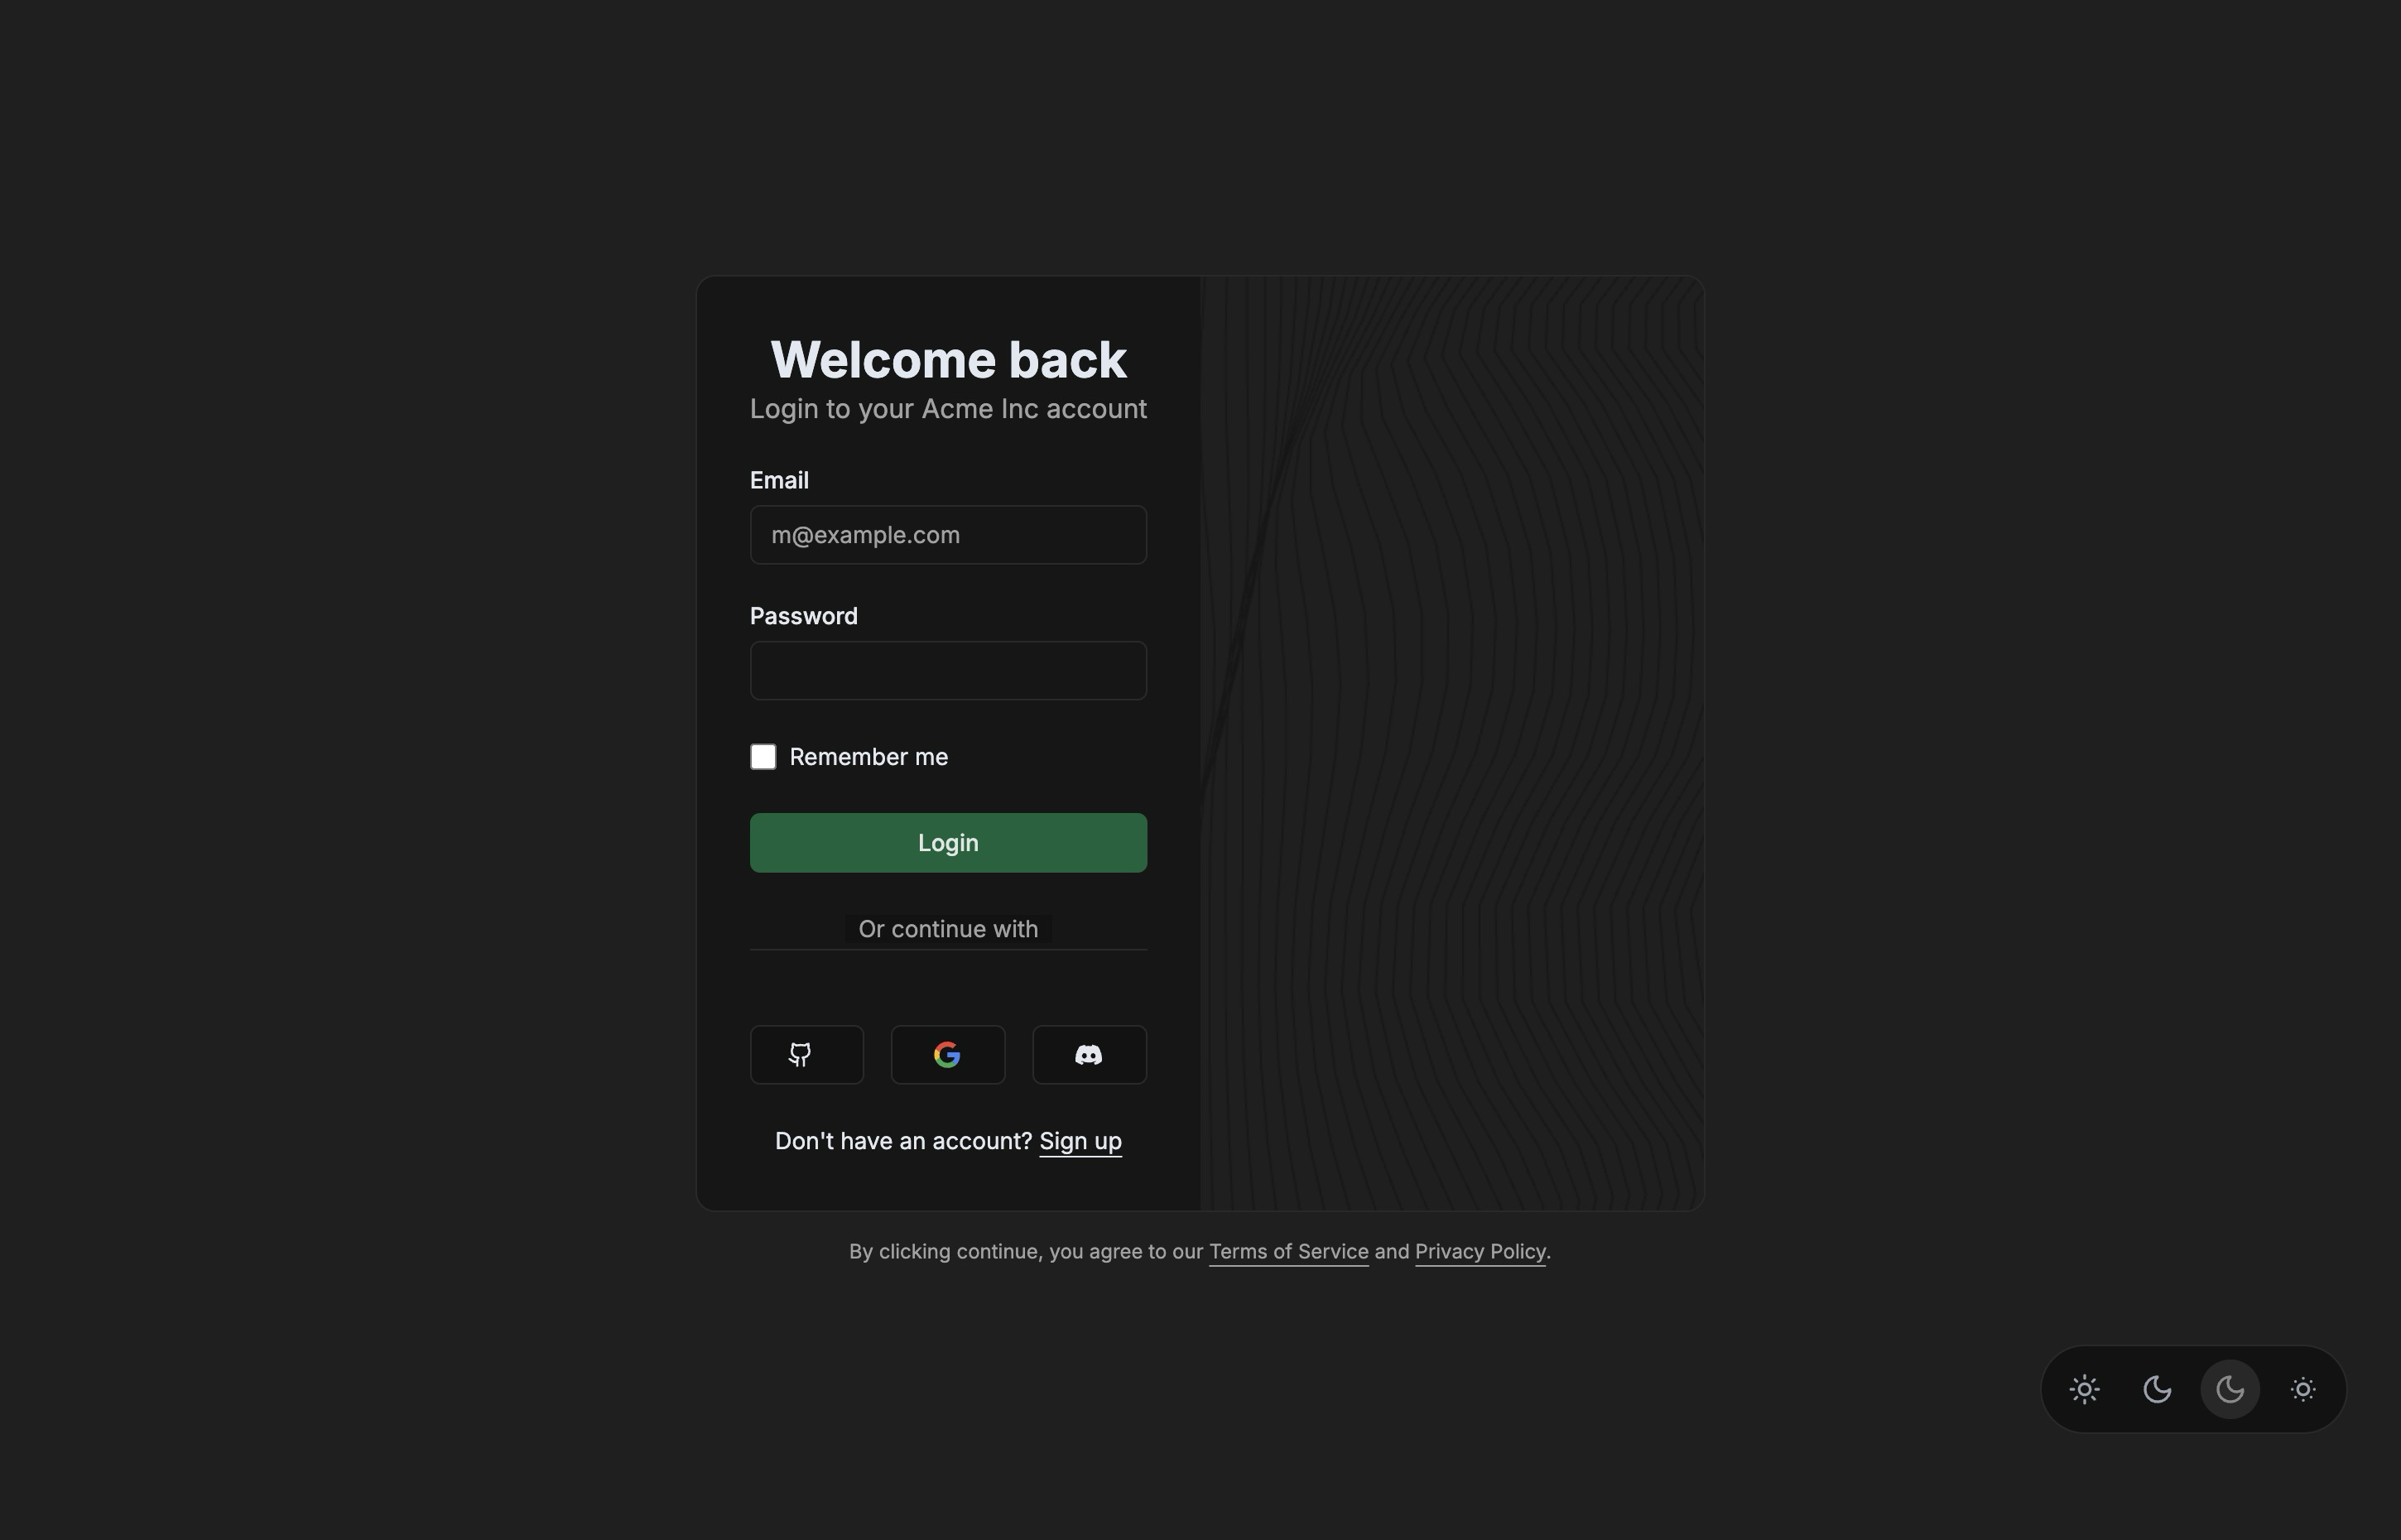 Welcome back
Login to your Acme Inc account
Email
m@example.com
Password
Remember me
Login
Or continue with
Don't have an account? Sign up
By clicking continue, you agree to our Terms of Service and Privacy Policy.